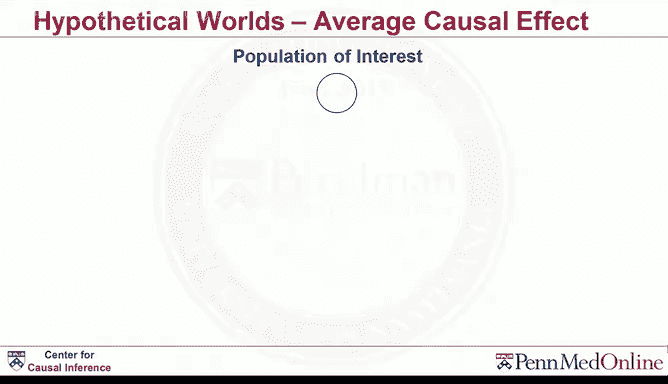 Hypothetical Worlds – Average Causal Effect
Population of Interest
Center for
Causal Inference
PennMedOnline